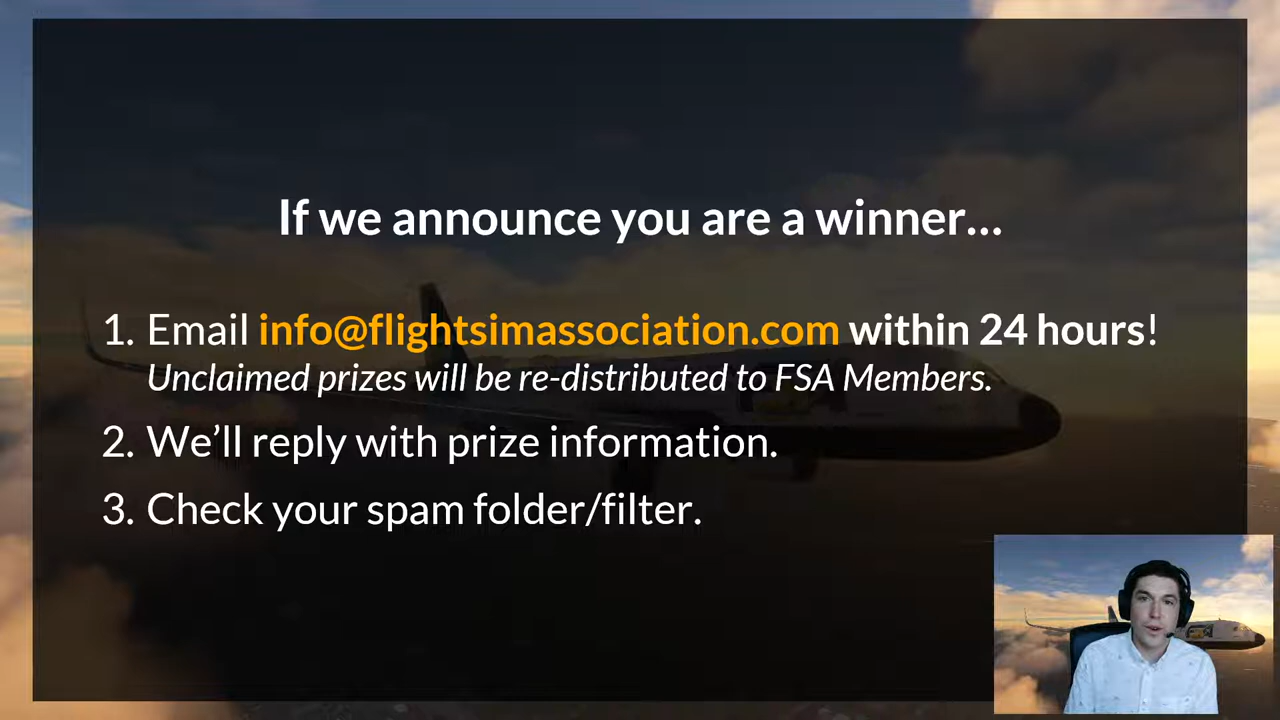 If we announce you are a winner…
1. Email info@flightsimassociation.com within 24 hours!
Unclaimed prizes will be re-distributed to FSA Members.
2. We’ll reply with prize information.
3. Check your spam folder/filter.